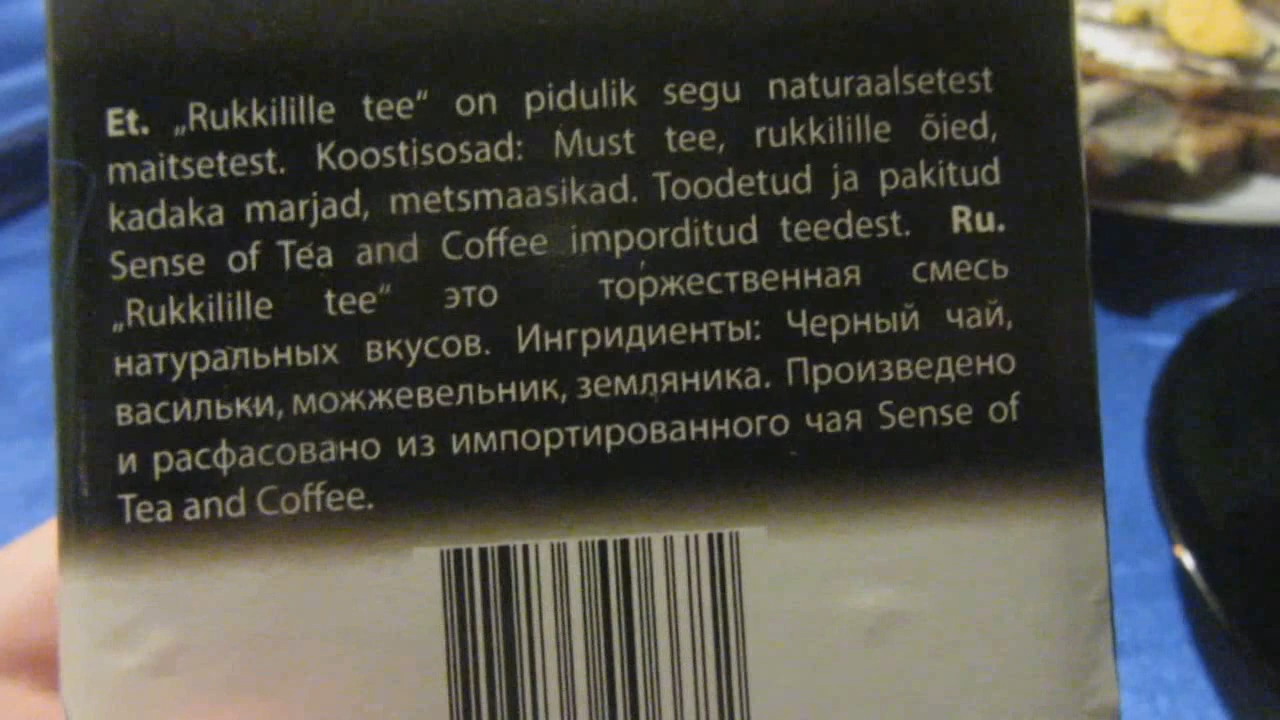 Et. „Rukkilille tee“ on pidulik segu naturaalsetest
maitsetest. Koostisosad: Must tee, rukkilille õied,
kadaka marjad, metsmaasikad. Toodetud ja pakitud
Sense of Tea and Coffee imporditud teedest. Ru.
„Rukkilille tee“ это торжественная смесь
натуральных вкусов. Ингридиенты: Черный чай,
васильки, можжевельник, земляника. Произведено
и расфасовано из импортированного чая Sense of
Tea and Coffee.